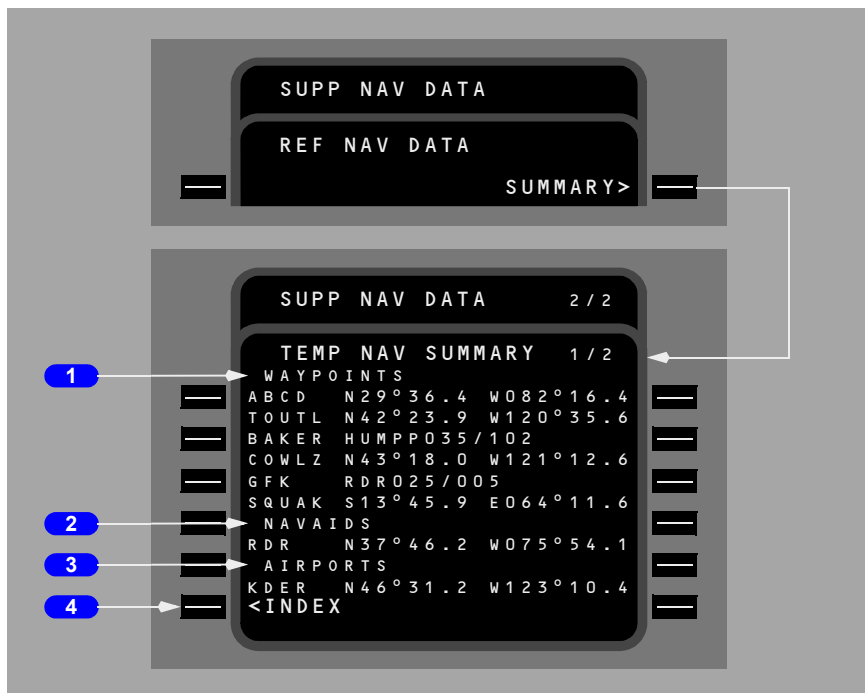 SUPP NAV DATA
REF NAV DATA
SUMMARY>
SUPP NAV DATA 2/2
TEMP NAV SUMMARY 1/2
1
WAYPOINTS
ABCD N29°36.4 W082°16.4
TOUTL N42°23.9 W120°35.6
BAKER HUMPP035/102
COWLZ N43°18.0 W121°12.6
GFK RDR025/005
SQUAK S13°45.9 E064°11.6
2 NAVAIDS
RDR N37°46.2 W075°54.1
3 AIRPORTS
KDER N46°31.2 W123°10.4
4 <INDEX